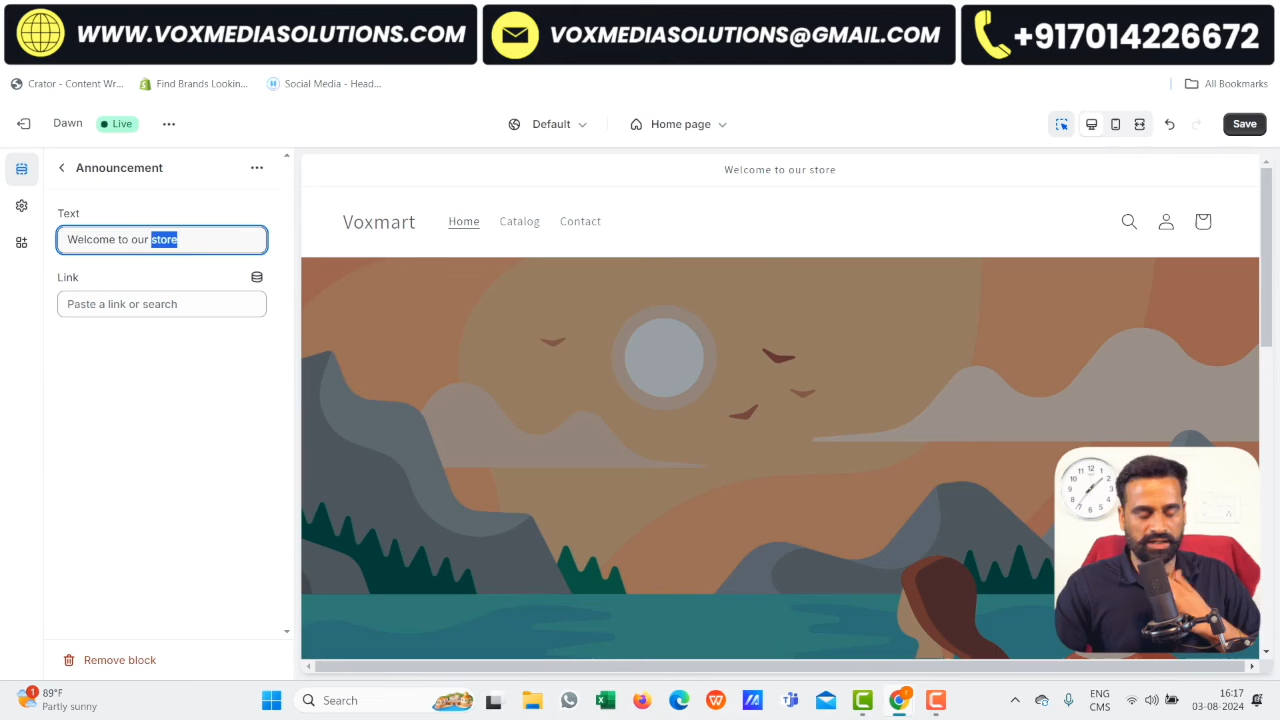 WWW.VOXMEDIASOLUTIONS.COM
VOXMEDIASOLUTIONS@GMAIL.COM
+917014226672
Crator - Content Wr...
Find Brands Lookin...
Social Media - Head...
All Bookmarks
Dawn
Live
Default
Home page
Save
Announcement
Text
Welcome to our store
Link
Paste a link or search
Remove block
Welcome to our store
Voxmart
Home
Catalog
Contact
89°F
Partly sunny
1
Search
ENG
CMS
16:17
03-08-2024